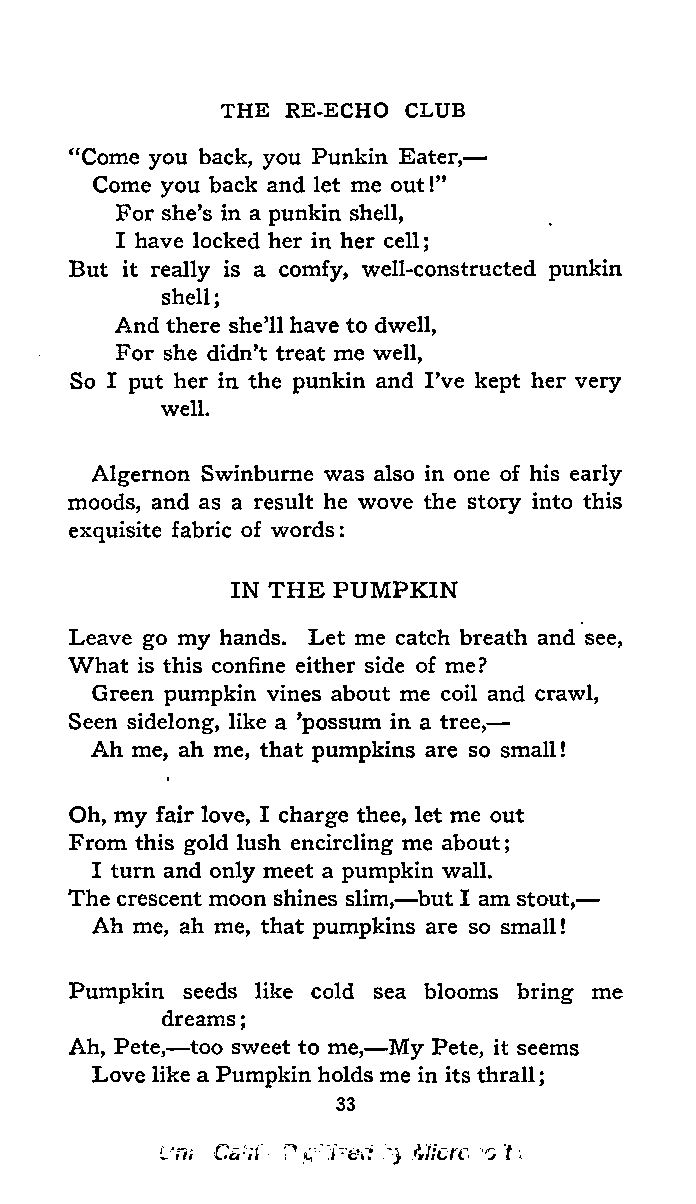 THE RE-ECHO CLUB
“Come you back, you Punkin Eater,—
Come you back and let me out!”
For she’s in a punkin shell,
I have locked her in her cell;
But it really is a comfy, well-constructed punkin
shell;
And there she’ll have to dwell,
For she didn’t treat me well,
So I put her in the punkin and I’ve kept her very
well.
Algernon Swinburne was also in one of his early
moods, and as a result he wove the story into this
exquisite fabric of words:
IN THE PUMPKIN
Leave go my hands. Let me catch breath and see,
What is this confine either side of me?
Green pumpkin vines about me coil and crawl,
Seen sidelong, like a ’possum in a tree,—
Ah me, ah me, that pumpkins are so small!
Oh, my fair love, I charge thee, let me out
From this gold lush encircling me about;
I turn and only meet a pumpkin wall.
The crescent moon shines slim,—but I am stout,—
Ah me, ah me, that pumpkins are so small!
Pumpkin seeds like cold sea blooms bring me
dreams;
Ah, Pete,—too sweet to me,—My Pete, it seems
Love like a Pumpkin holds me in its thrall;
33